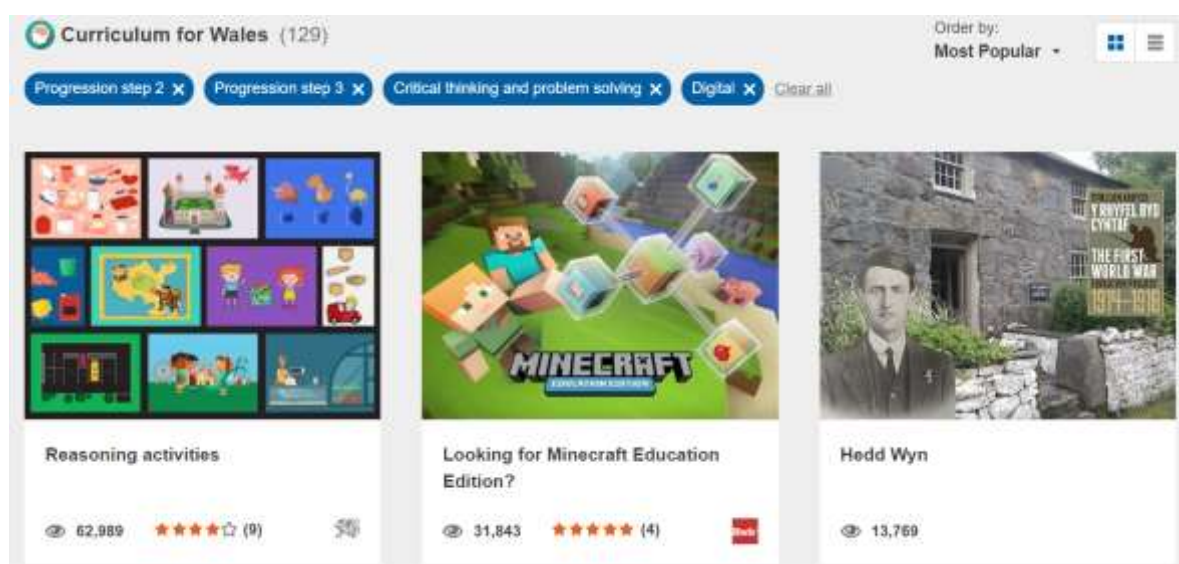 Curriculum for Wales (129)
Order by:
Most Popular
Progression step 2 ×
Progression step 3 ×
Critical thinking and problem solving ×
Digital ×
Clear all
MINECRAFT
EDUCATION EDITION
Y RHYFEL BYD
CYNTAF
THE FIRST
WORLD WAR
1914-1918
Reasoning activities
Looking for Minecraft Education
Edition?
Hedd Wyn
62,989
(9)
31,843
(4)
13,769